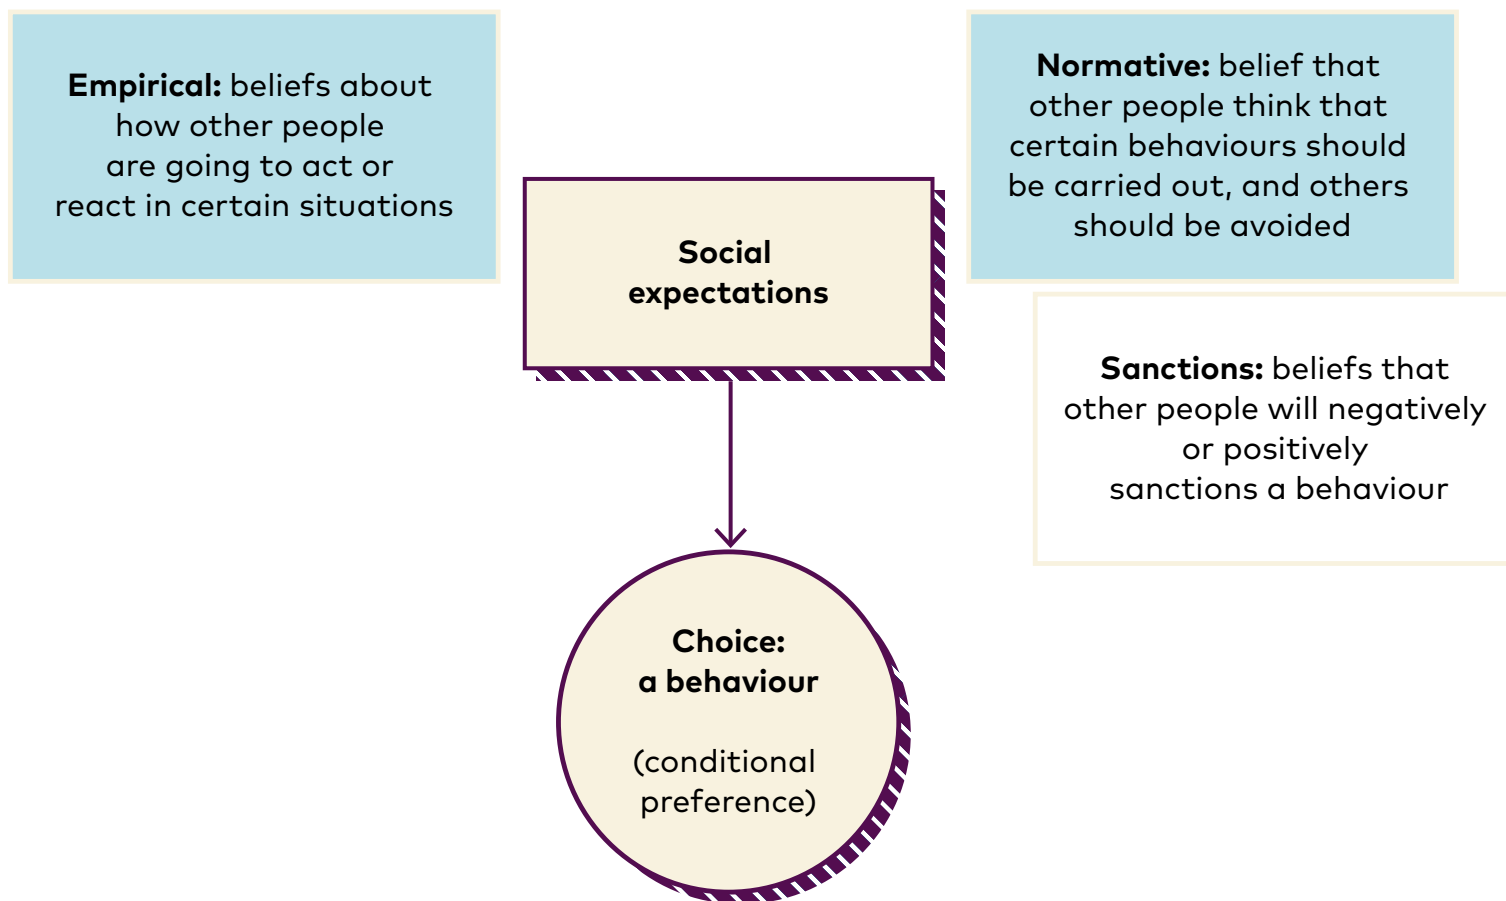 Empirical: beliefs about
how other people
are going to act or
react in certain situations
Social
expectations
Normative: belief that
other people think that
certain behaviours should
be carried out, and others
should be avoided
Sanctions: beliefs that
other people will negatively
or positively
sanctions a behaviour
Choice:
a behaviour
(conditional
preference)